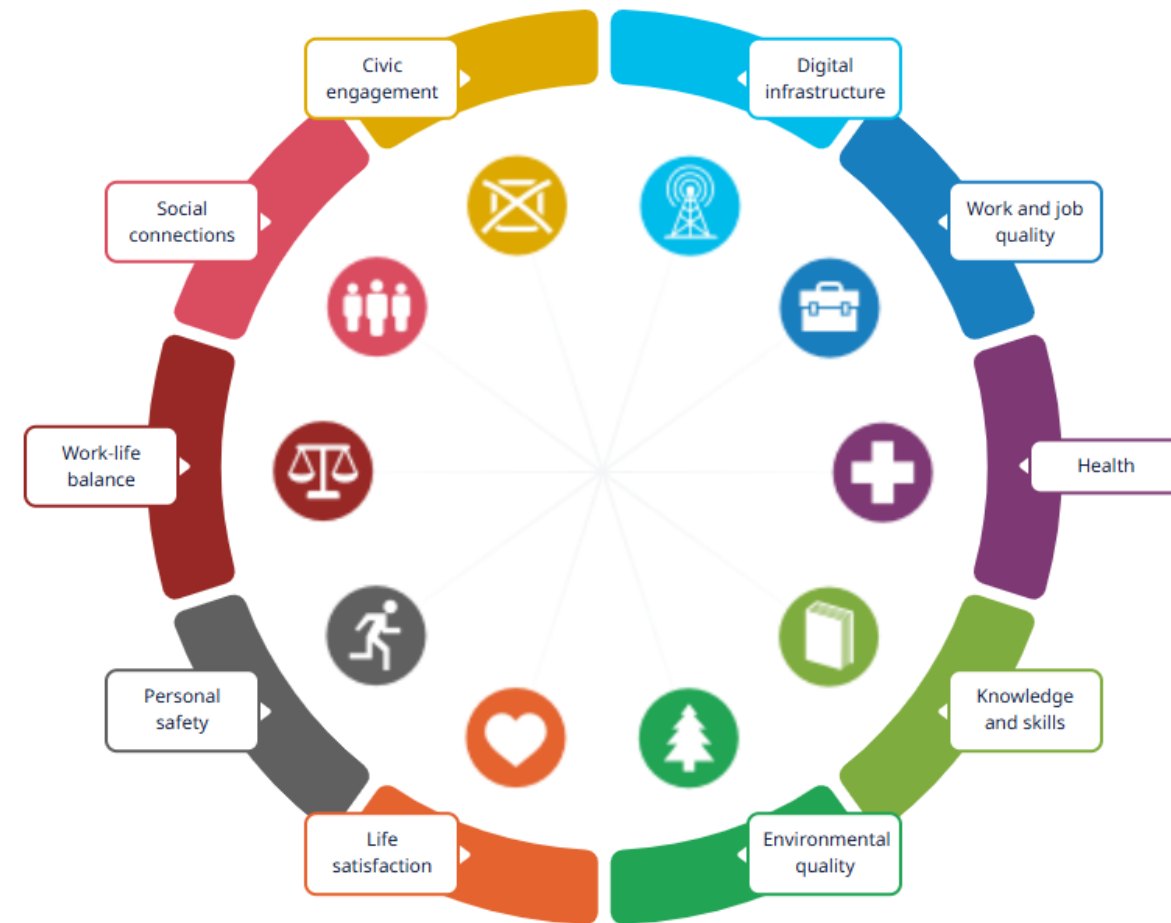 Civic
engagement
Digital
infrastructure
Social
connections
Work and job
quality
Work-life
balance
Health
Personal
safety
Knowledge
and skills
Life
satisfaction
Environmental
quality